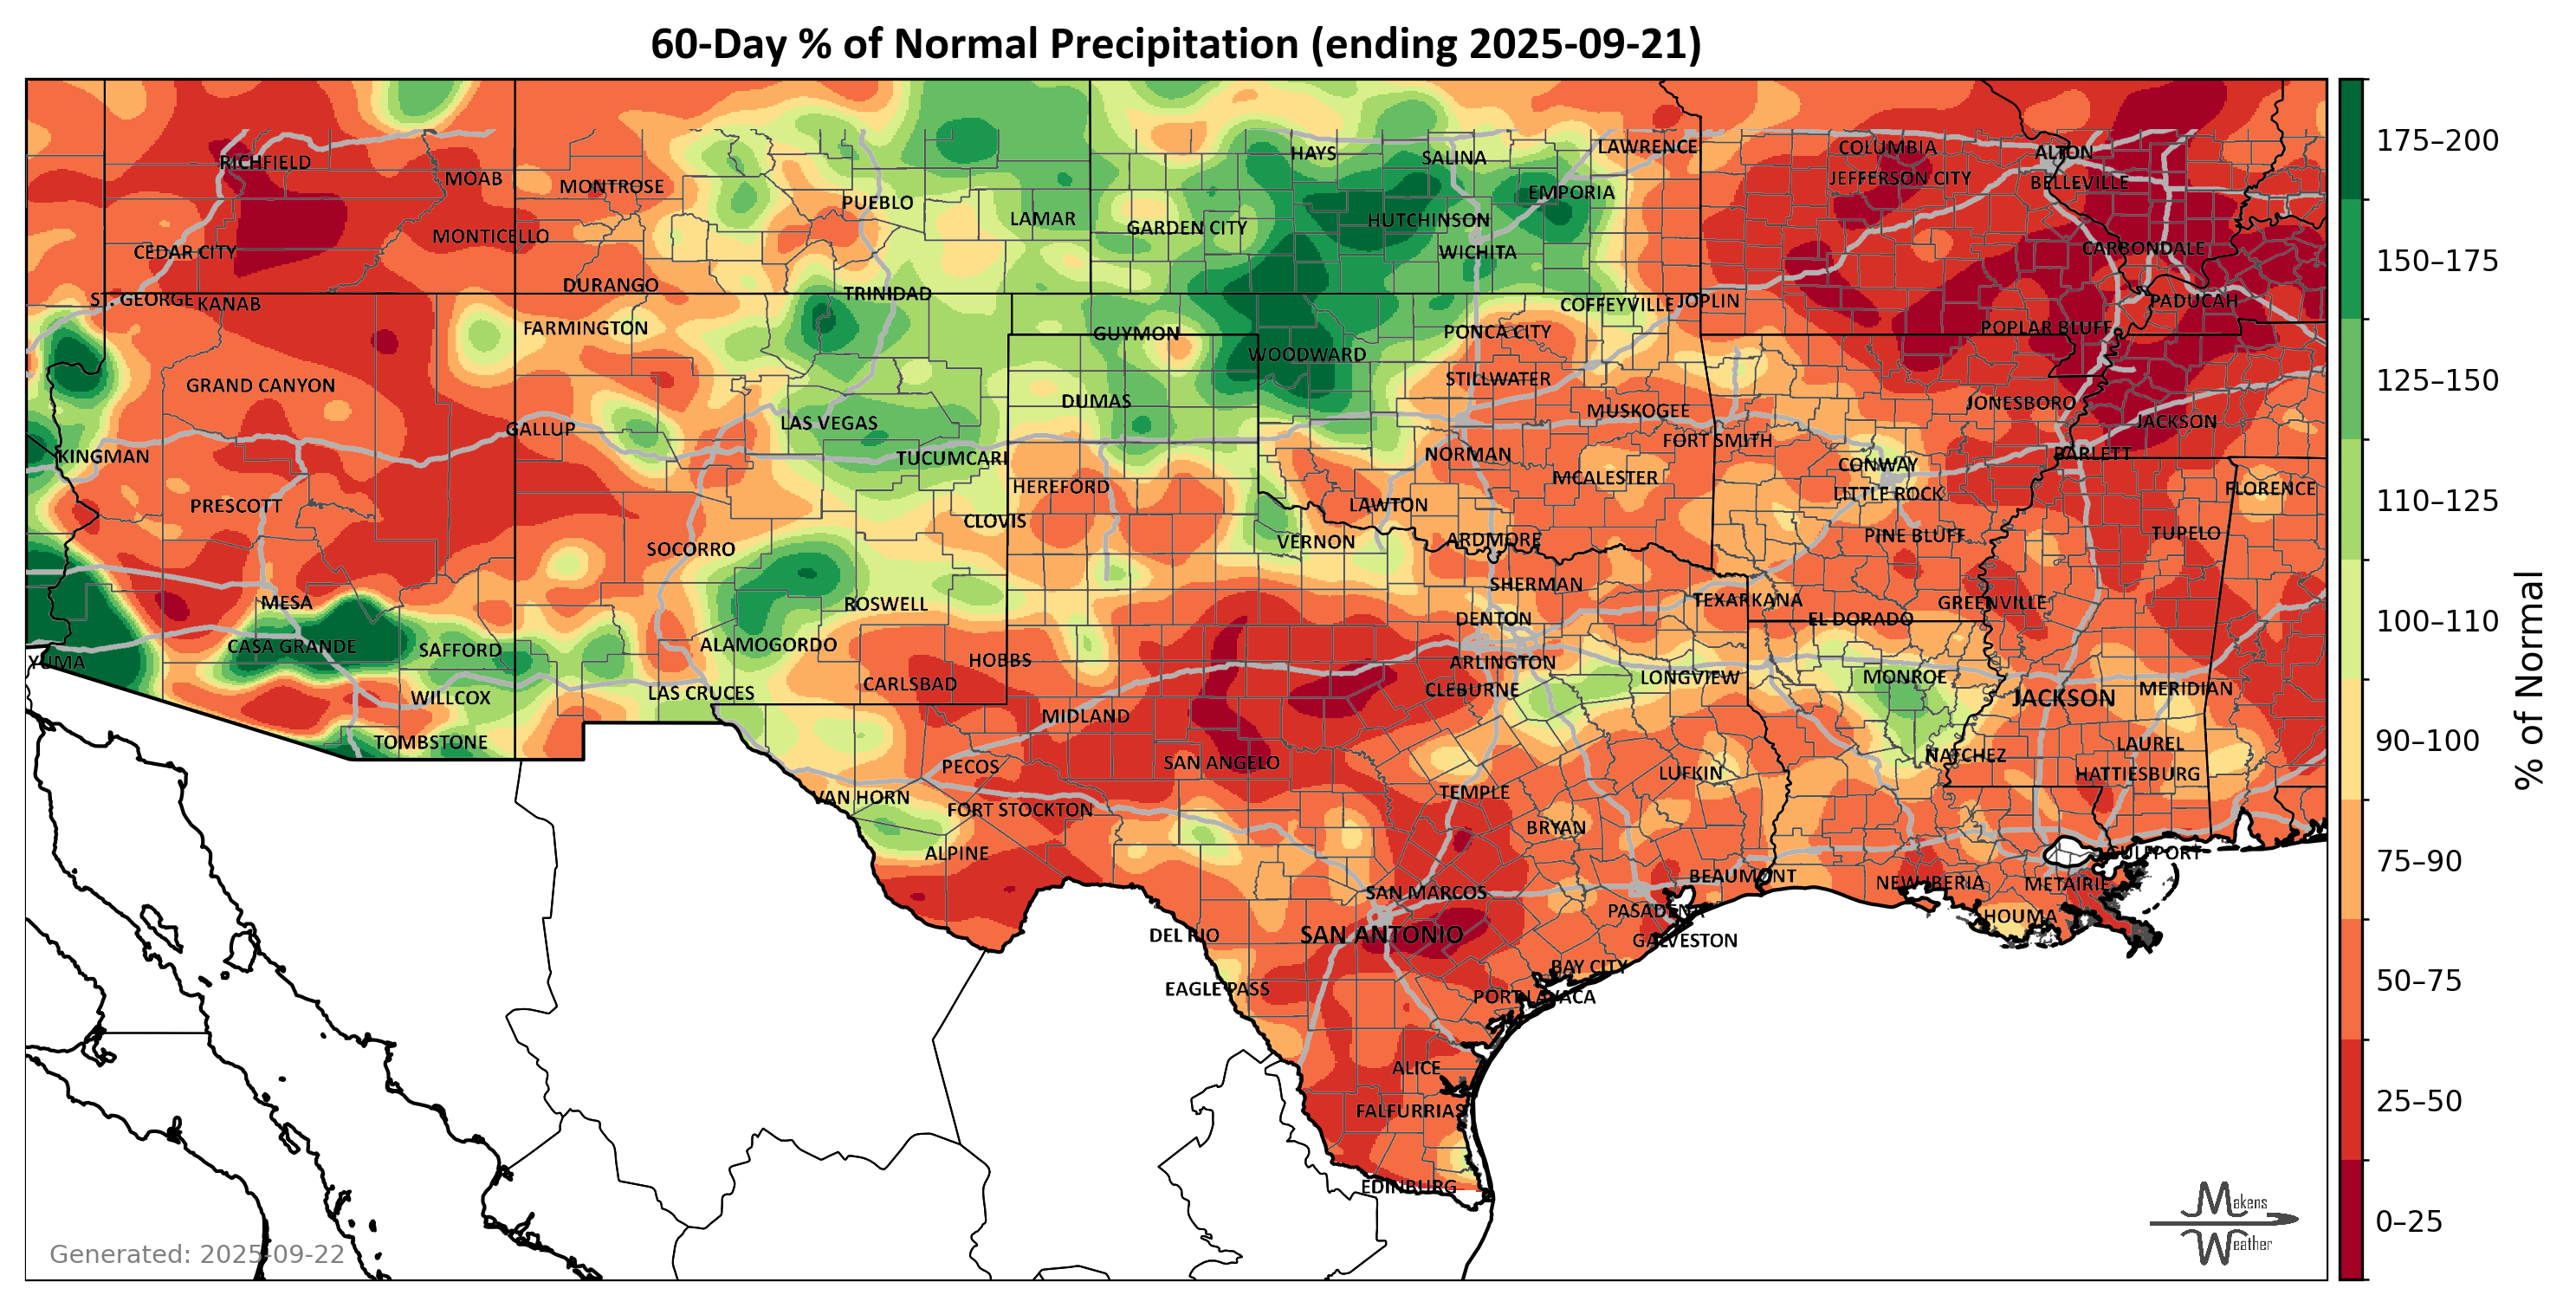 60-Day % of Normal Precipitation (ending 2025-09-21)
RICHFIELD
MOAB
MONTROSE
PUEBLO
LAMAR
GARDEN CITY
HAYS
SALINA
LAWRENCE
EMPORIA
HUTCHINSON
WICHITA
COLUMBIA
JEFFERSON CITY
ALTON
BELLEVILLE
CARBONDALE
MONTICELLO
CEDAR CITY
DURANGO
TRINIDAD
ST. GEORGE
KANAB
FARMINGTON
GUYMON
WOODWARD
PONCA CITY
COFFEYVILLE
JOPLIN
POPLAR BLUFF
PADUCAH
GRAND CANYON
DUMAS
STILLWATER
MUSKOGEE
JONESBORO
JACKSON
GALLUP
LAS VEGAS
KINGMAN
TUCUMCARI
NORMAN
FORT SMITH
CONWAY
BARLETT
PRESCOTT
HEREFORD
LAWTON
MCALESTER
LITTLE ROCK
FLORENCE
SOCORRO
CLOVIS
VERNON
ARDMORE
PINE BLUFF
TUPELO
MESA
ROSWELL
SHERMAN
DENTON
TEXARKANA
EL DORADO
GREENVILLE
CASA GRANDE
SAFFORD
ALAMOGORDO
HOBBS
ARLINGTON
YUMA
WILLCOX
LAS CRUCES
CARLSBAD
CLEBURNE
LONGVIEW
MONROE
JACKSON
MERIDIAN
TOMBSTONE
MIDLAND
PECOS
SAN ANGELO
NATCHEZ
LAUREL
HATTIESBURG
VAN HORN
FORT STOCKTON
TEMPLE
LUFKIN
BRYAN
ALPINE
GULFPORT
SAN MARCOS
BEAUMONT
NEW IBERIA
METAIRIE
DEL RIO
SAN ANTONIO
PASADENA
GALVESTON
HOUMA
EAGLE PASS
BAY CITY
PORT LAVACA
ALICE
FALFURRIAS
EDINBURG
175–200
150–175
125–150
110–125
100–110
90–100
75–90
50–75
25–50
0–25
% of Normal
Generated: 2025-09-22
Makens
Weather